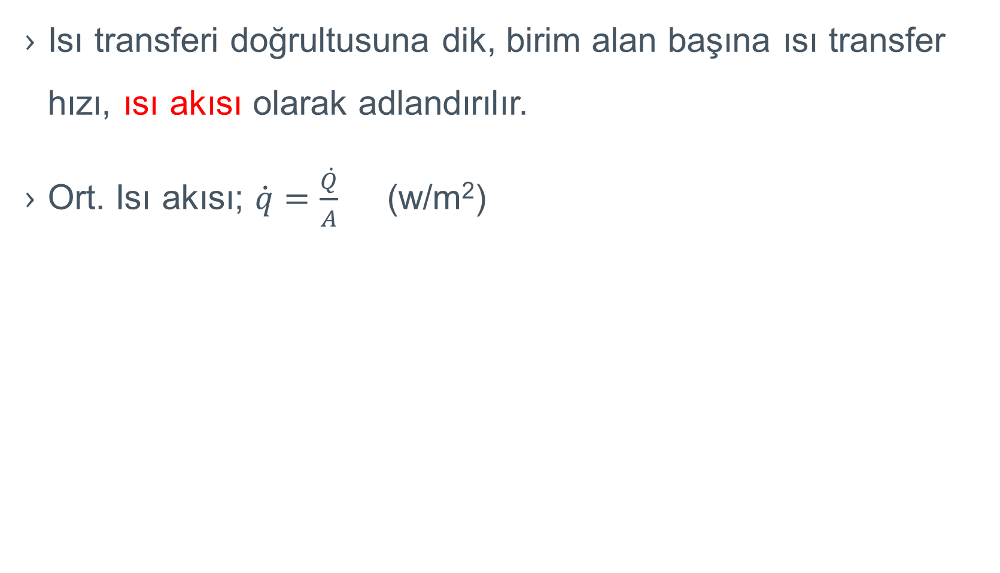 › Isı transferi doğrultusuna dik, birim alan başına ısı transfer
hızı, ısı akısı olarak adlandırılır.
› Ort. Isı akısı; q̇ = Q̇/A (w/m²)